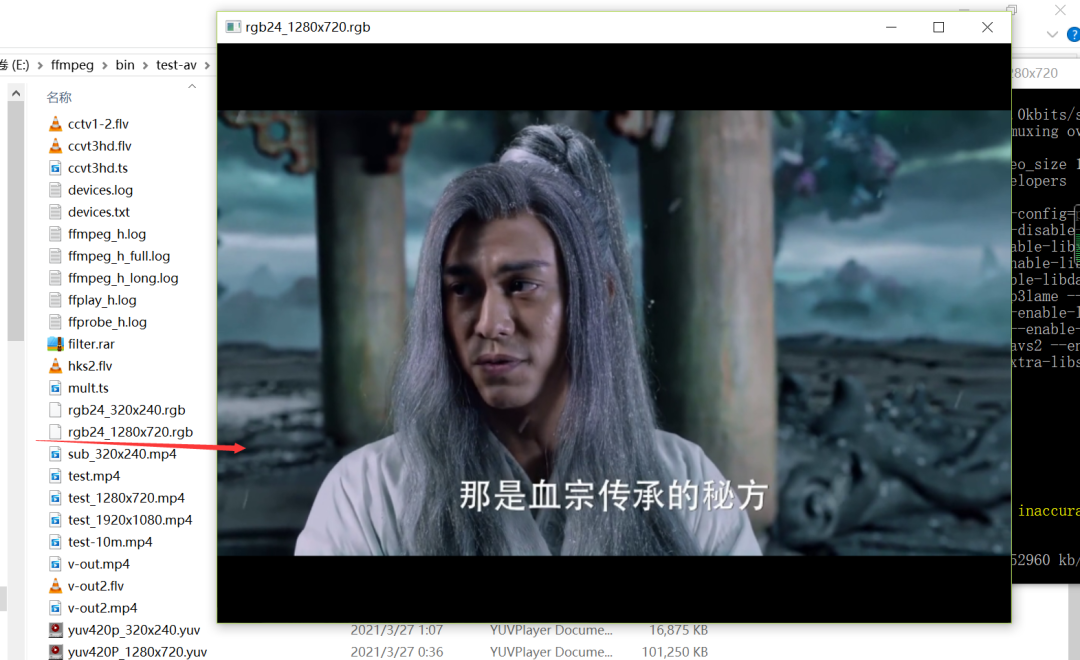 rgb24_1280x720.rgb
(E:) > ffmpeg > bin > test-av >
280x720
名称
cctv1-2.flv
ccvt3hd.flv
ccvt3hd.ts
devices.log
devices.txt
ffmpeg_h.log
ffmpeg_h_full.log
ffmpeg_h_long.log
ffplay_h.log
ffprobe_h.log
filter.rar
hks2.flv
mult.ts
rgb24_320x240.rgb
rgb24_1280x720.rgb
sub_320x240.mp4
test.mp4
test_1280x720.mp4
test_1920x1080.mp4
test-10m.mp4
v-out.mp4
v-out2.flv
v-out2.mp4
yuv420p_320x240.yuv 2021/3/27 1:07 YUVPlayer Docume... 16,875 KB
yuv420P_1280x720.yuv 2021/3/27 0:36 YUVPlayer Docume... 101,250 KB
那是血宗传承的秘方
0kbits/s
muxing ov
eo_size 1
elopers
-config=
-disable
able-lib
nable-li
ble-libda
p3lame --
-enable-l
--enable-
avs2 --en
xtra-libs
inaccura
52960 kb/